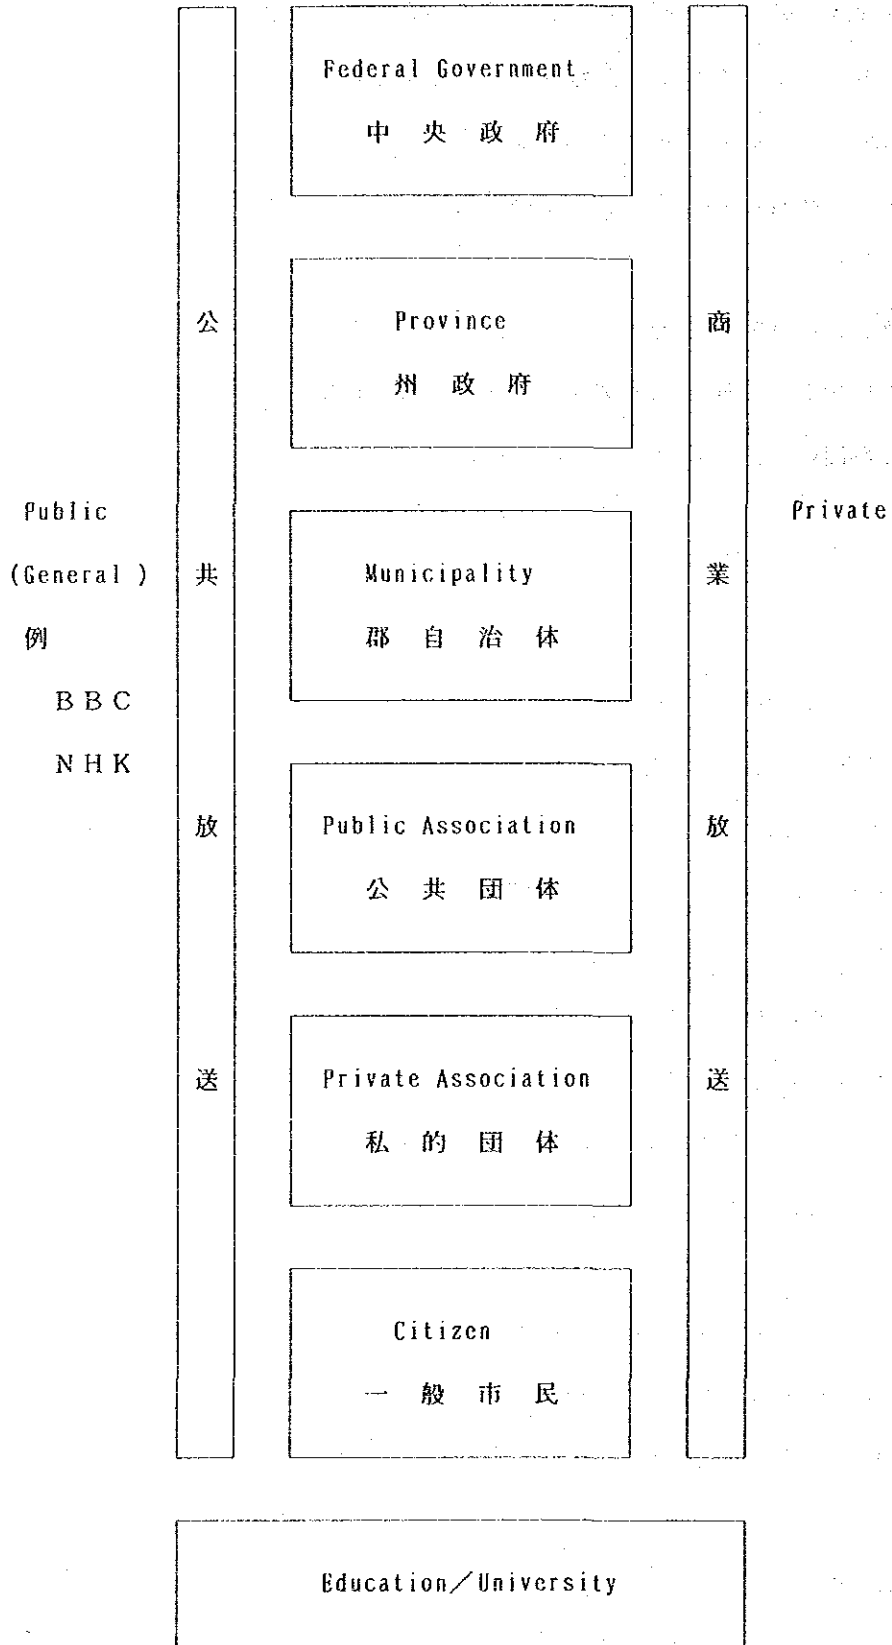 Federal Government
中央政府
Province
州政府
Public
(General)
例
BBC
NHK
公共放送
Municipality
郡自治体
Public Association
公共団体
Private Association
私的団体
Citizen
一般市民
商業放送
Private
Education/University